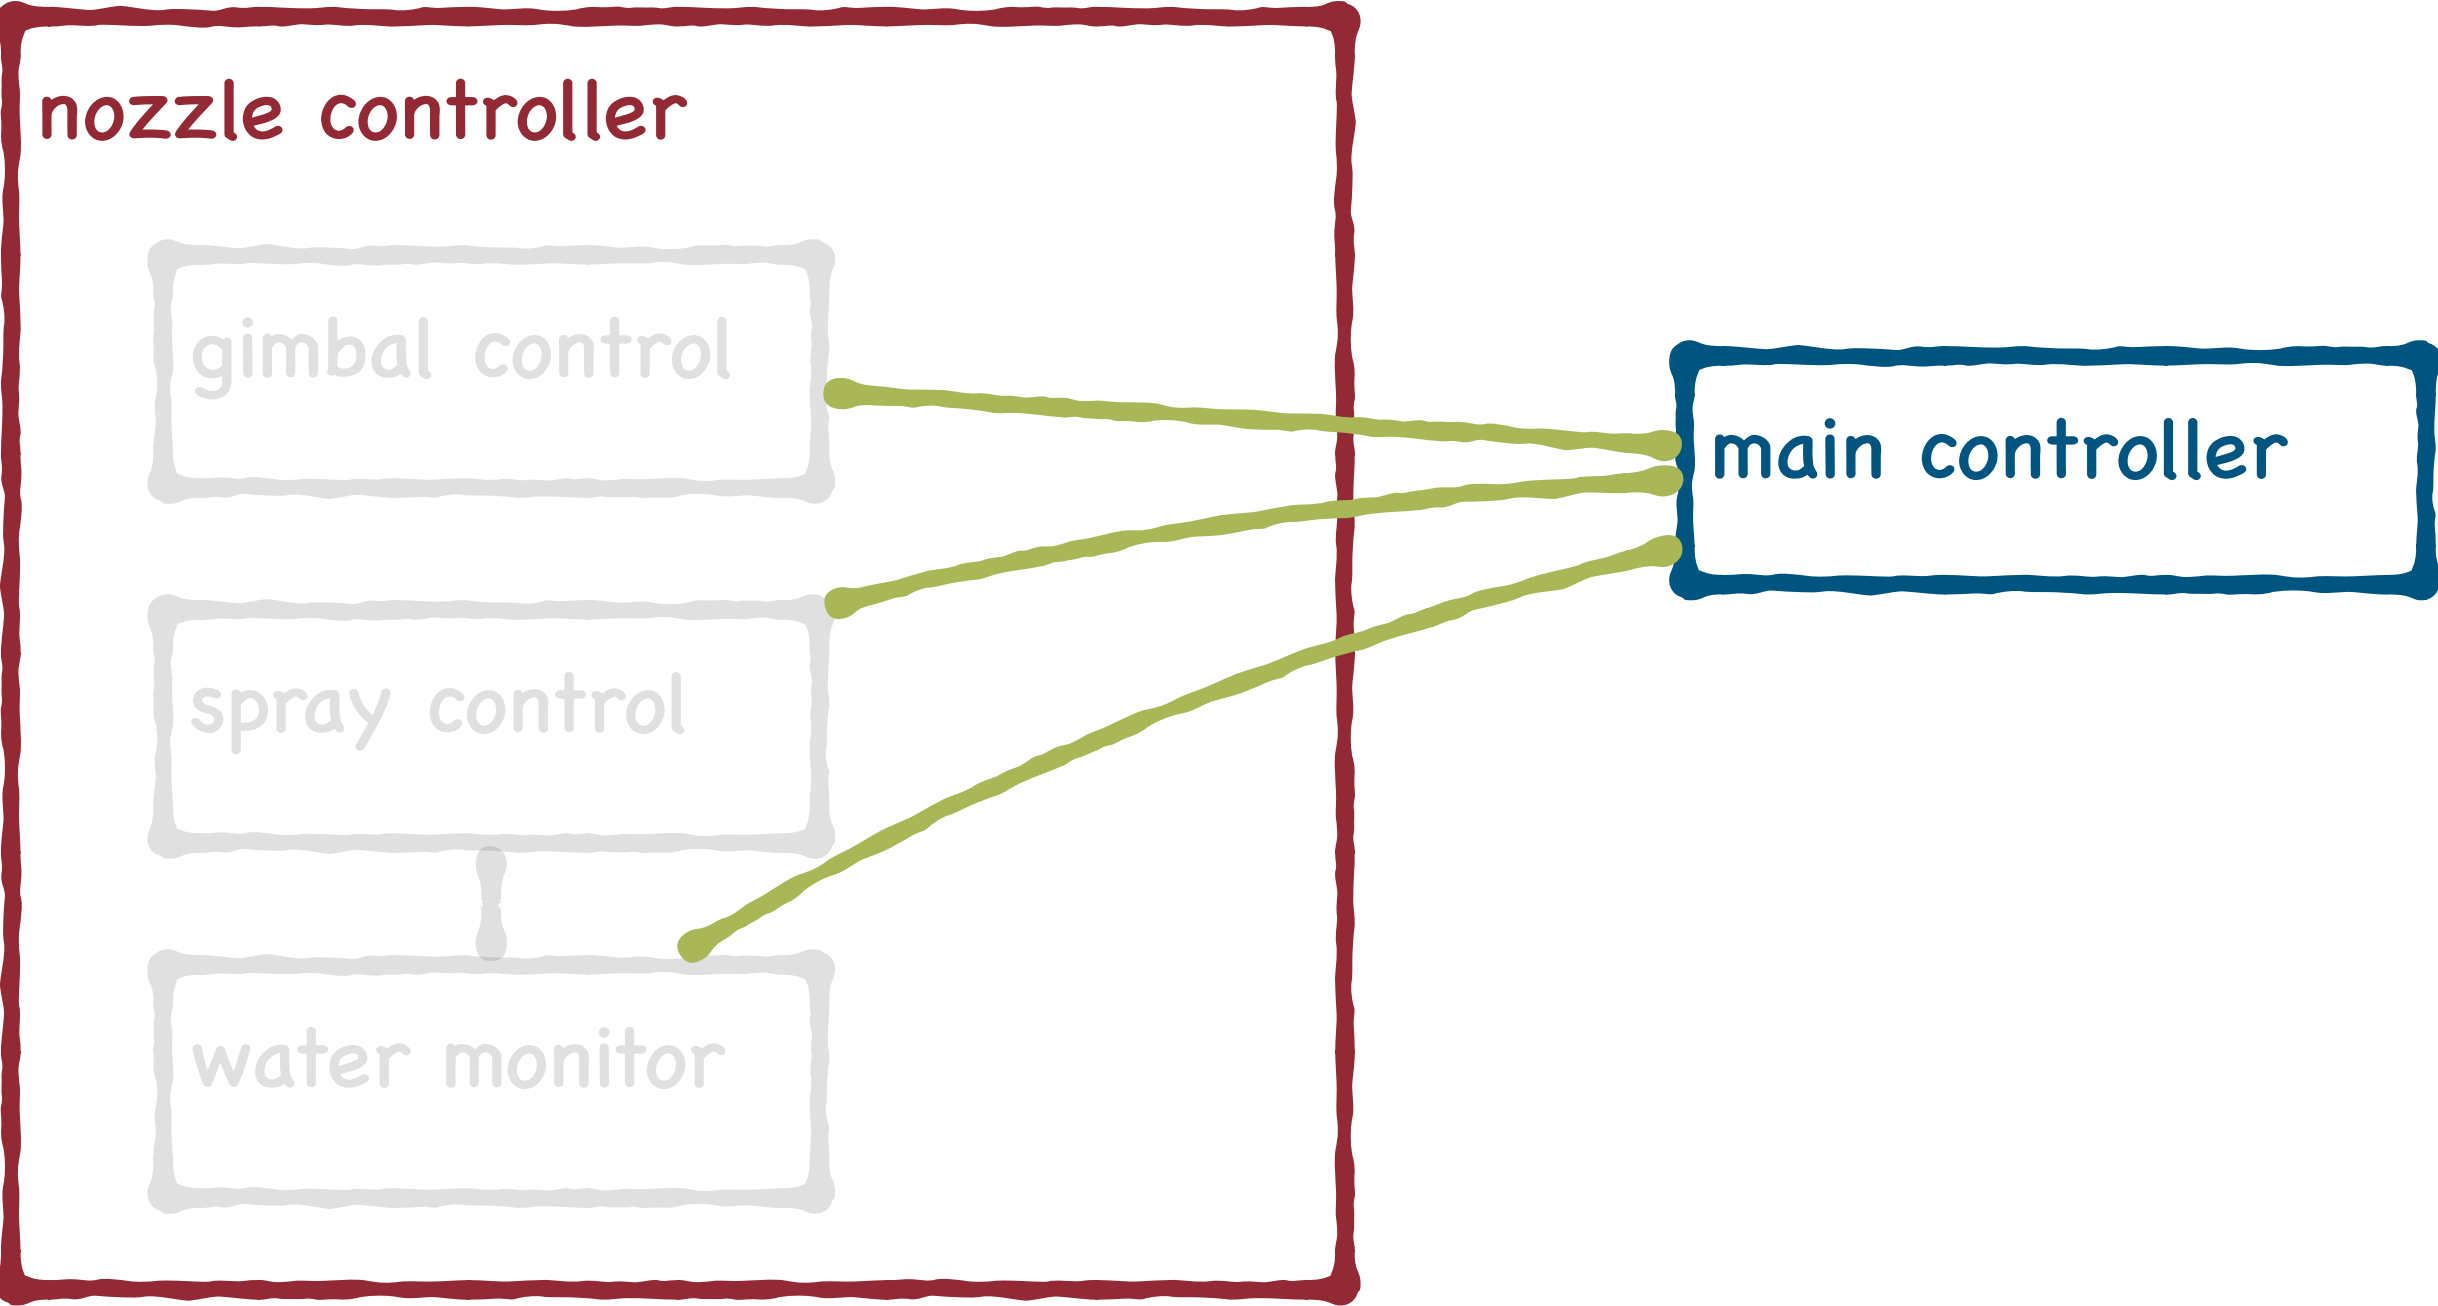 nozzle controller
gimbal control
main controller
spray control
water monitor